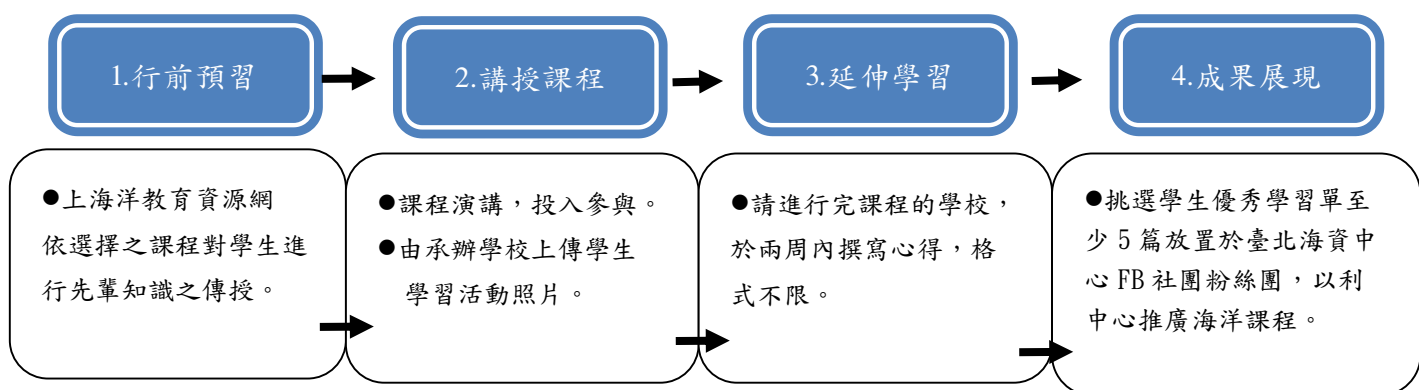 1.行前預習
2.講授課程
3.延伸學習
4.成果展現
●上海洋教育資源網
依選擇之課程對學生進
行先輩知識之傳授。
●課程演講，投入參與。
●由承辦學校上傳學生
學習活動照片。
●請進行完課程的學校，
於兩周內撰寫心得，格
式不限。
●挑選學生優秀學習單至
少 5 篇放置於臺北海資中
心 FB 社團粉絲團，以利
中心推廣海洋課程。